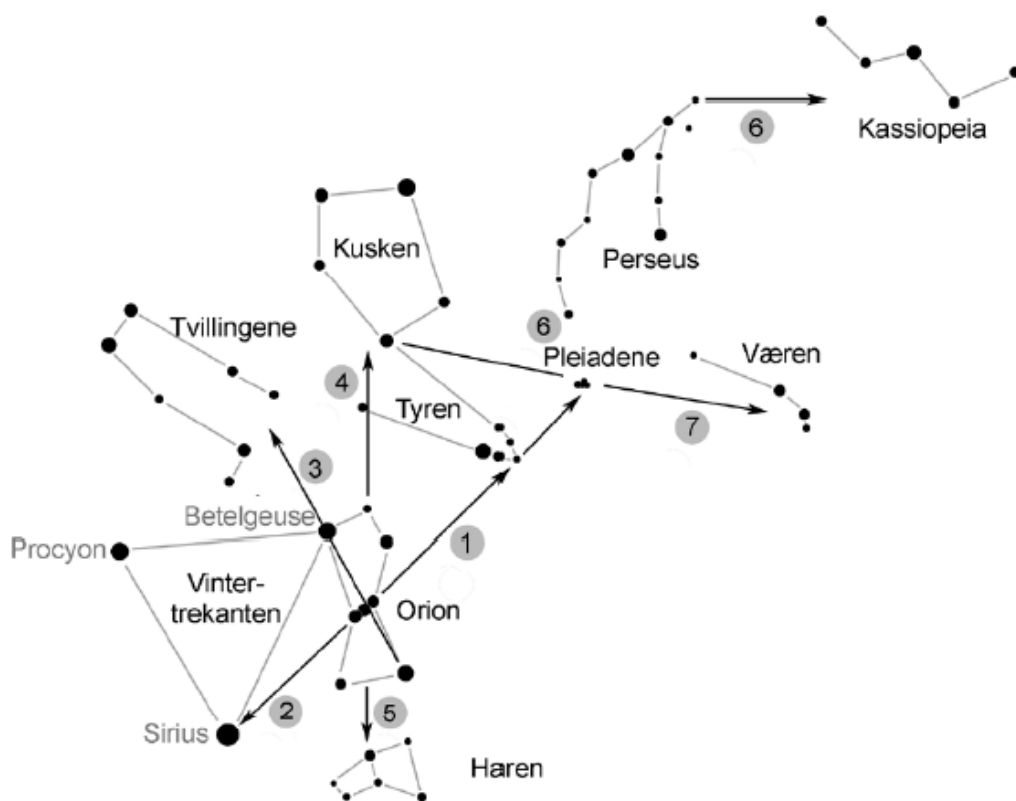 6
Kassiopeia
Kusken
Perseus
Tvillingene
6
Pleiadene
Væren
4
Tyren
7
3
Betelgeuse
1
Procyon
Vinter-
trekanten
Orion
2
5
Sirius
Haren